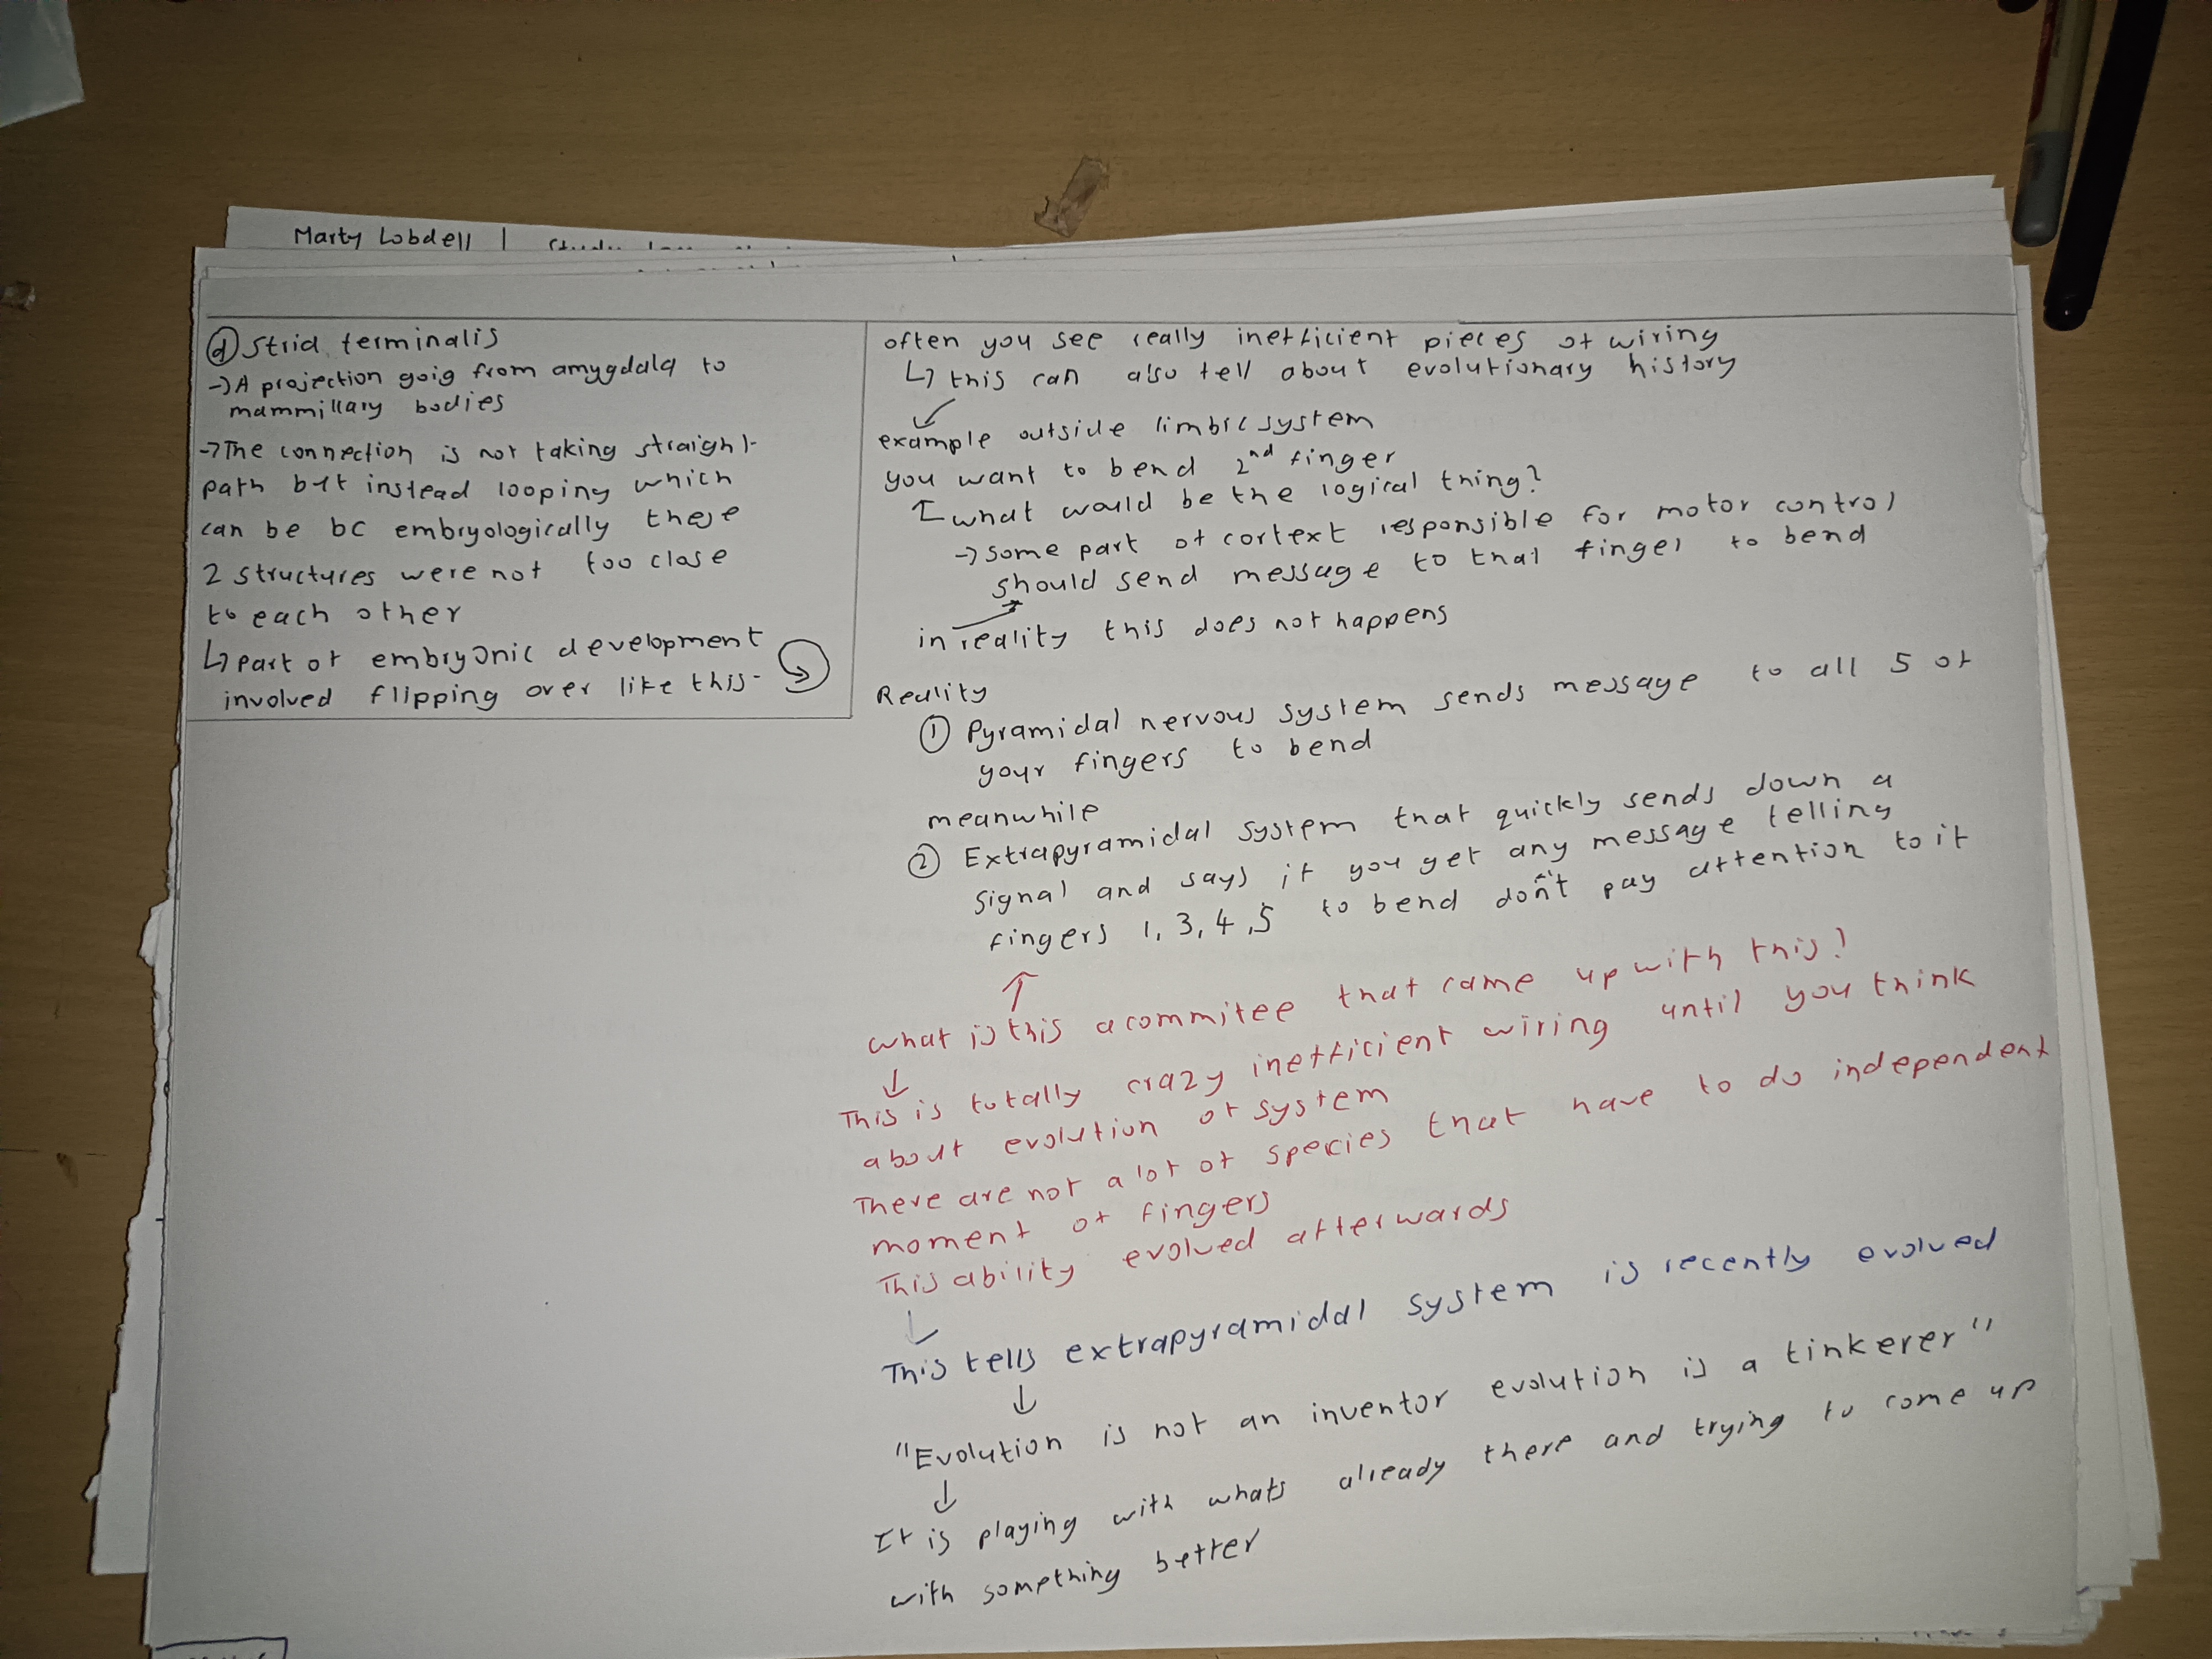 Marty Lobdell |
ⓓ Stria terminalis
→ A projection goig from amygdala to
mammillary bodies
→ The connection is not taking straight
path but instead looping which
can be bc embryologically these
2 structures were not too close
to each other
↳ part of embryonic development
involved flipping over like this-
often you see really inefficient pieces of wiring
↳ this can also tell about evolutionary history
↙
example outside limbic system
you want to bend 2nd finger
↑ what would be the logical thing?
→ some part of cortext responsible for motor control
should send message to that finger to bend
in reality this does not happens
Reality
① Pyramidal nervous system sends message to all 5 of
your fingers to bend
meanwhile
② Extrapyramidal system that quickly sends down a
signal and says if you get any message telling
fingers 1, 3, 4, 5 to bend don't pay attention to it
↑
what is this a commitee that came up with this?
↓
This is totally crazy inefficient wiring until you think
about evolution of system
There are not a lot of species that have to do independent
moment of fingers
This ability evolved afterwards
↓
This tells extrapyramidal system is recently evolved
↓
"Evolution is not an inventor evolution is a tinkerer"
↓
It is playing with whats already there and trying to come up
with something better